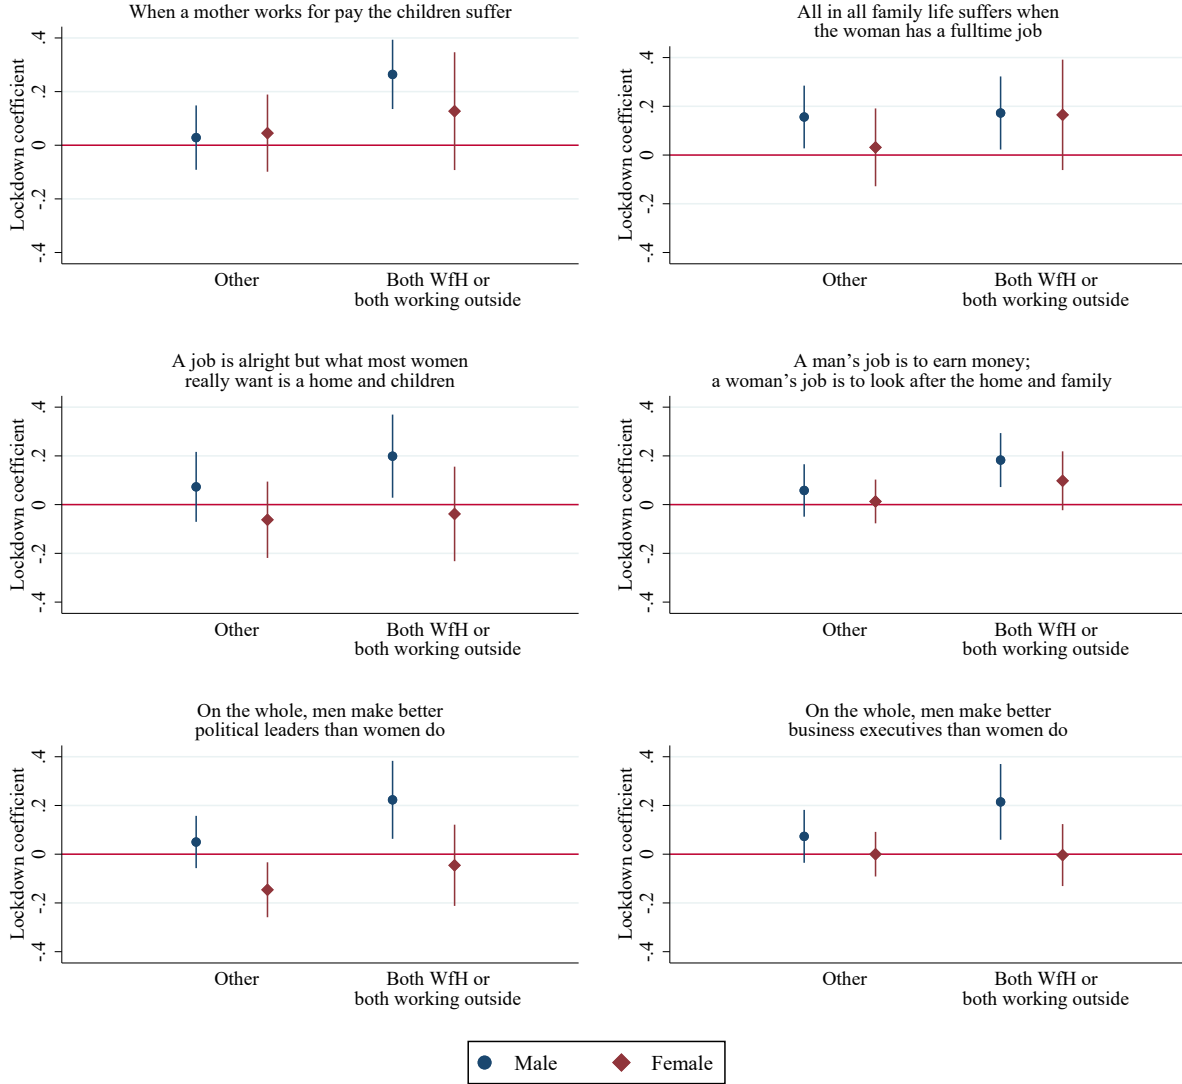 When a mother works for pay the children suffer
Lockdown coefficient
.4
.2
0
-.2
-.4
Other
Both WfH or
both working outside
All in all family life suffers when
the woman has a fulltime job
Lockdown coefficient
.4
.2
0
-.2
-.4
Other
Both WfH or
both working outside
A job is alright but what most women
really want is a home and children
Lockdown coefficient
.4
.2
0
-.2
-.4
Other
Both WfH or
both working outside
A man’s job is to earn money;
a woman’s job is to look after the home and family
Lockdown coefficient
.4
.2
0
-.2
-.4
Other
Both WfH or
both working outside
On the whole, men make better
political leaders than women do
Lockdown coefficient
.4
.2
0
-.2
-.4
Other
Both WfH or
both working outside
On the whole, men make better
business executives than women do
Lockdown coefficient
.4
.2
0
-.2
-.4
Other
Both WfH or
both working outside
Male
Female